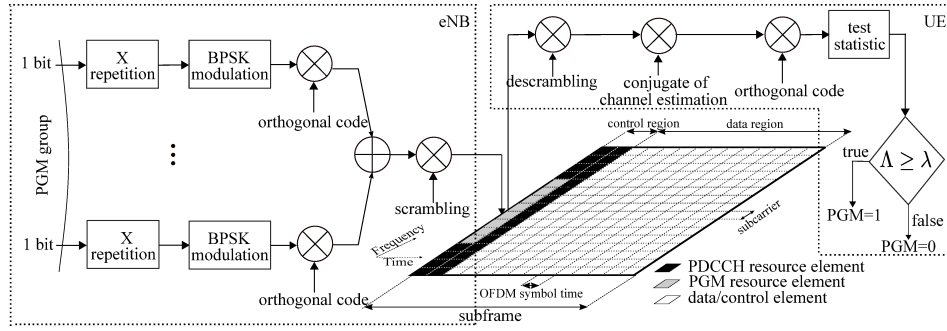 eNB
UE
PGM group
1 bit
X
repetition
BPSK
modulation
orthogonal code
1 bit
X
repetition
BPSK
modulation
orthogonal code
scrambling
descrambling
conjugate of
channel estimation
orthogonal code
test
statistic
Λ ≥ λ
true
PGM=1
false
PGM=0
control region
data region
Frequency
Time
subcarrier
OFDM symbol time
subframe
PDCCH resource element
PGM resource element
data/control element